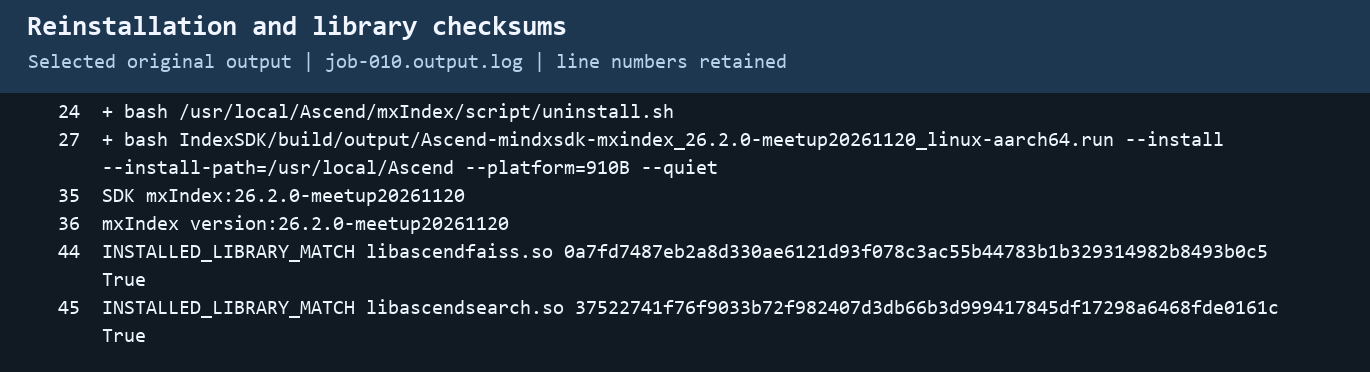 Reinstallation and library checksums
Selected original output | job-010.output.log | line numbers retained
24 + bash /usr/local/Ascend/mxIndex/script/uninstall.sh
27 + bash IndexSDK/build/output/Ascend-mindxsdk-mxindex_26.2.0-meetup20261120_linux-aarch64.run --install
--install-path=/usr/local/Ascend --platform=910B --quiet
35 SDK mxIndex:26.2.0-meetup20261120
36 mxIndex version:26.2.0-meetup20261120
44 INSTALLED_LIBRARY_MATCH libascendfaiss.so 0a7fd7487eb2a8d330ae6121d93f078c3ac55b44783b1b329314982b8493b0c5
True
45 INSTALLED_LIBRARY_MATCH libascendsearch.so 37522741f76f9033b72f982407d3db66b3d999417845df17298a6468fde0161c
True